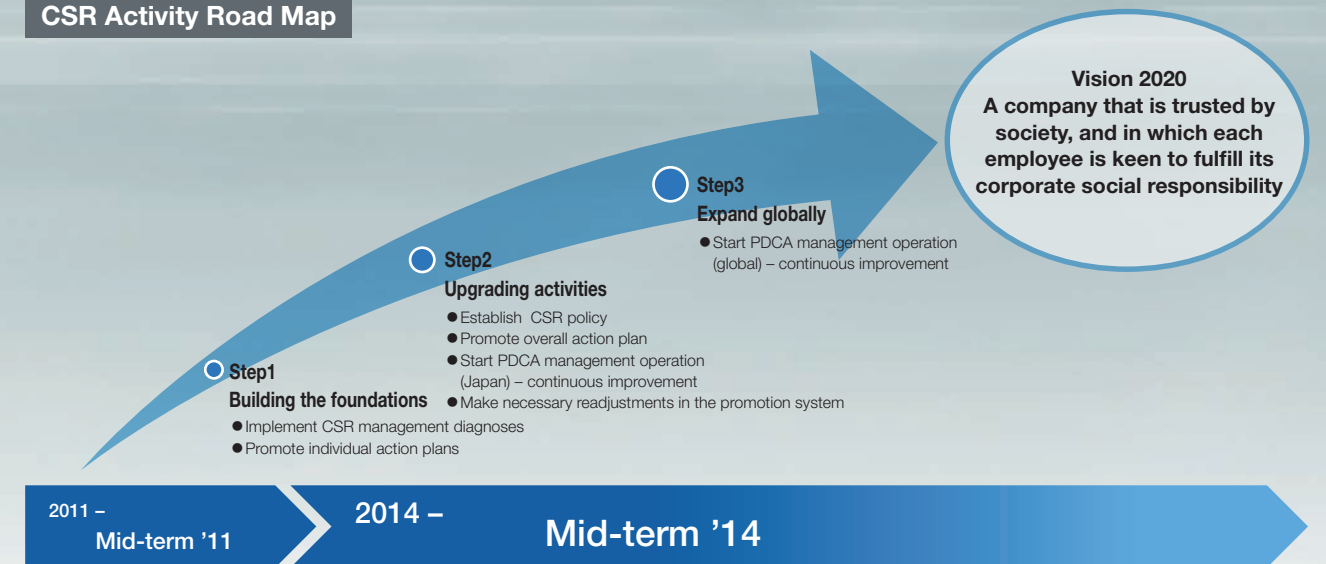 CSR Activity Road Map
Vision 2020
A company that is trusted by
society, and in which each
employee is keen to fulfill its
corporate social responsibility
Step3
Expand globally
● Start PDCA management operation
(global) – continuous improvement
Step2
Upgrading activities
● Establish CSR policy
● Promote overall action plan
● Start PDCA management operation
(Japan) – continuous improvement
● Make necessary readjustments in the promotion system
Step1
Building the foundations
● Implement CSR management diagnoses
● Promote individual action plans
2011 –
Mid-term ’11
2014 –
Mid-term ’14